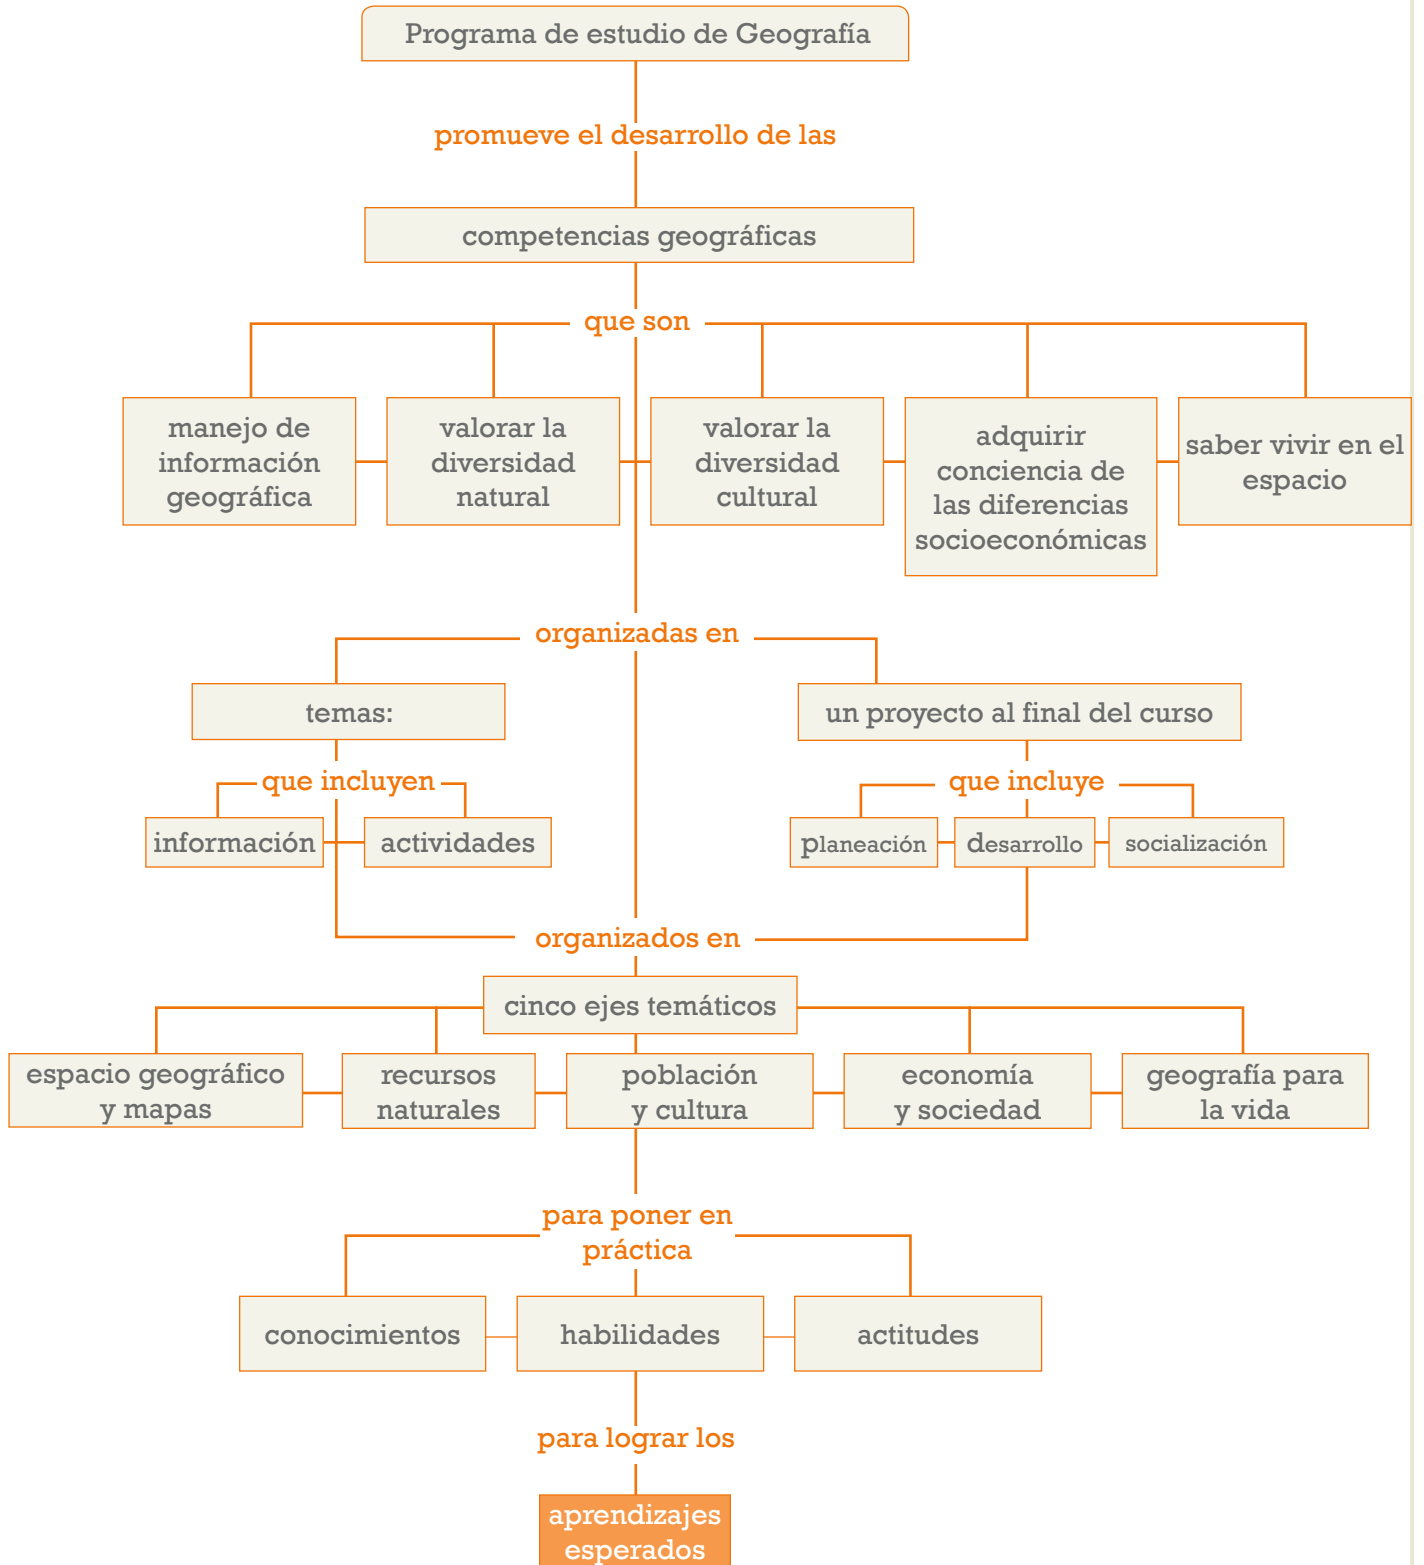 Programa de estudio de Geografía
promueve el desarrollo de las
competencias geográficas
que son
manejo de
información
geográfica
valorar la
diversidad
natural
valorar la
diversidad
cultural
adquirir
conciencia de
las diferencias
socioeconómicas
saber vivir en el
espacio
organizadas en
temas:
un proyecto al final del curso
que incluyen
que incluye
información
actividades
planeación
desarrollo
socialización
organizados en
cinco ejes temáticos
espacio geográfico
y mapas
recursos
naturales
población
y cultura
economía
y sociedad
geografía para
la vida
para poner en
práctica
conocimientos
habilidades
actitudes
para lograr los
aprendizajes
esperados